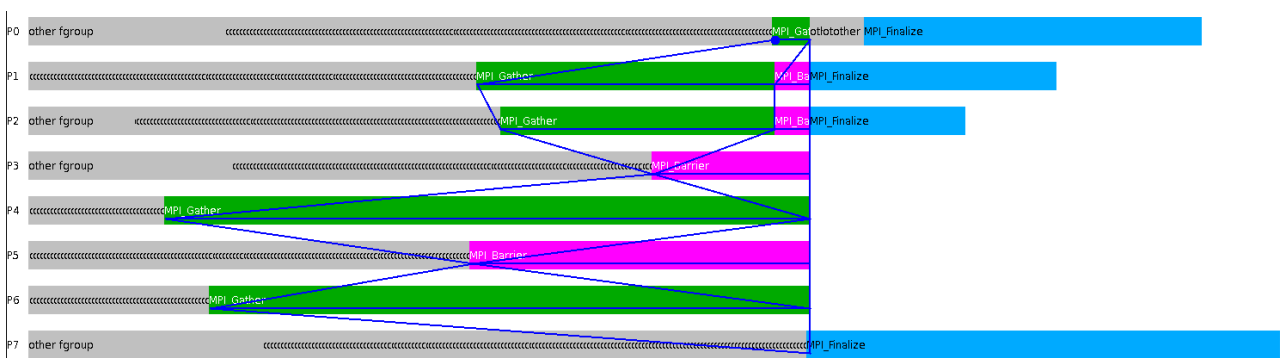 P0 other fgroup MPI_Gat otlotother MPI_Finalize
P1 MPI_Gather MPI_Ba MPI_Finalize
P2 other fgroup MPI_Gather MPI_Ba MPI_Finalize
P3 other fgroup MPI_Barrier
P4 MPI_Gather
P5 MPI_Barrier
P6 MPI_Gather
P7 other fgroup MPI_Finalize